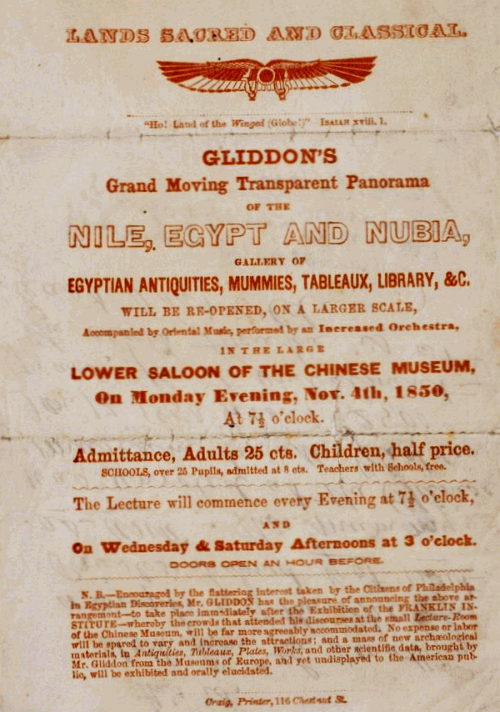 LANDS SACRED AND CLASSICAL.
"Ho! Land of the Winged (Globe!)" ISAIAH xviii. 1.
GLIDDON'S
Grand Moving Transparent Panorama
OF THE
NILE, EGYPT AND NUBIA,
GALLERY OF
EGYPTIAN ANTIQUITIES, MUMMIES, TABLEAUX, LIBRARY, &C.
WILL BE RE-OPENED, ON A LARGER SCALE,
Accompanied by Oriental Music, performed by an Increased Orchestra,
IN THE LARGE
LOWER SALOON OF THE CHINESE MUSEUM,
On Monday Evening, Nov. 4th, 1850,
At 7½ o'clock.
Admittance, Adults 25 cts. Children, half price.
SCHOOLS, over 25 Pupils, admitted at 8 cts. Teachers with Schools, free.
The Lecture will commence every Evening at 7½ o'clock,
AND
On Wednesday & Saturday Afternoons at 3 o'clock.
DOORS OPEN AN HOUR BEFORE.
N. B.—Encouraged by the flattering interest taken by the Citizens of Philadelphia
in Egyptian Discoveries, Mr. GLIDDON has the pleasure of announcing the above ar-
rangement—to take place immediately after the Exhibition of the FRANKLIN IN-
STITUTE—whereby the crowds that attended his discourses at the small Lecture-Room
of the Chinese Museum, will be far more agreeably accommodated. No expense or labor
will be spared to vary and increase the attractions; and a mass of new archæological
materials, in Antiquities, Tableaux, Plates, Works, and other scientific data, brought by
Mr. Gliddon from the Museums of Europe, and yet undisplayed to the American pub-
lic, will be exhibited and orally elucidated.
Craig, Printer, 116 Chestnut St.